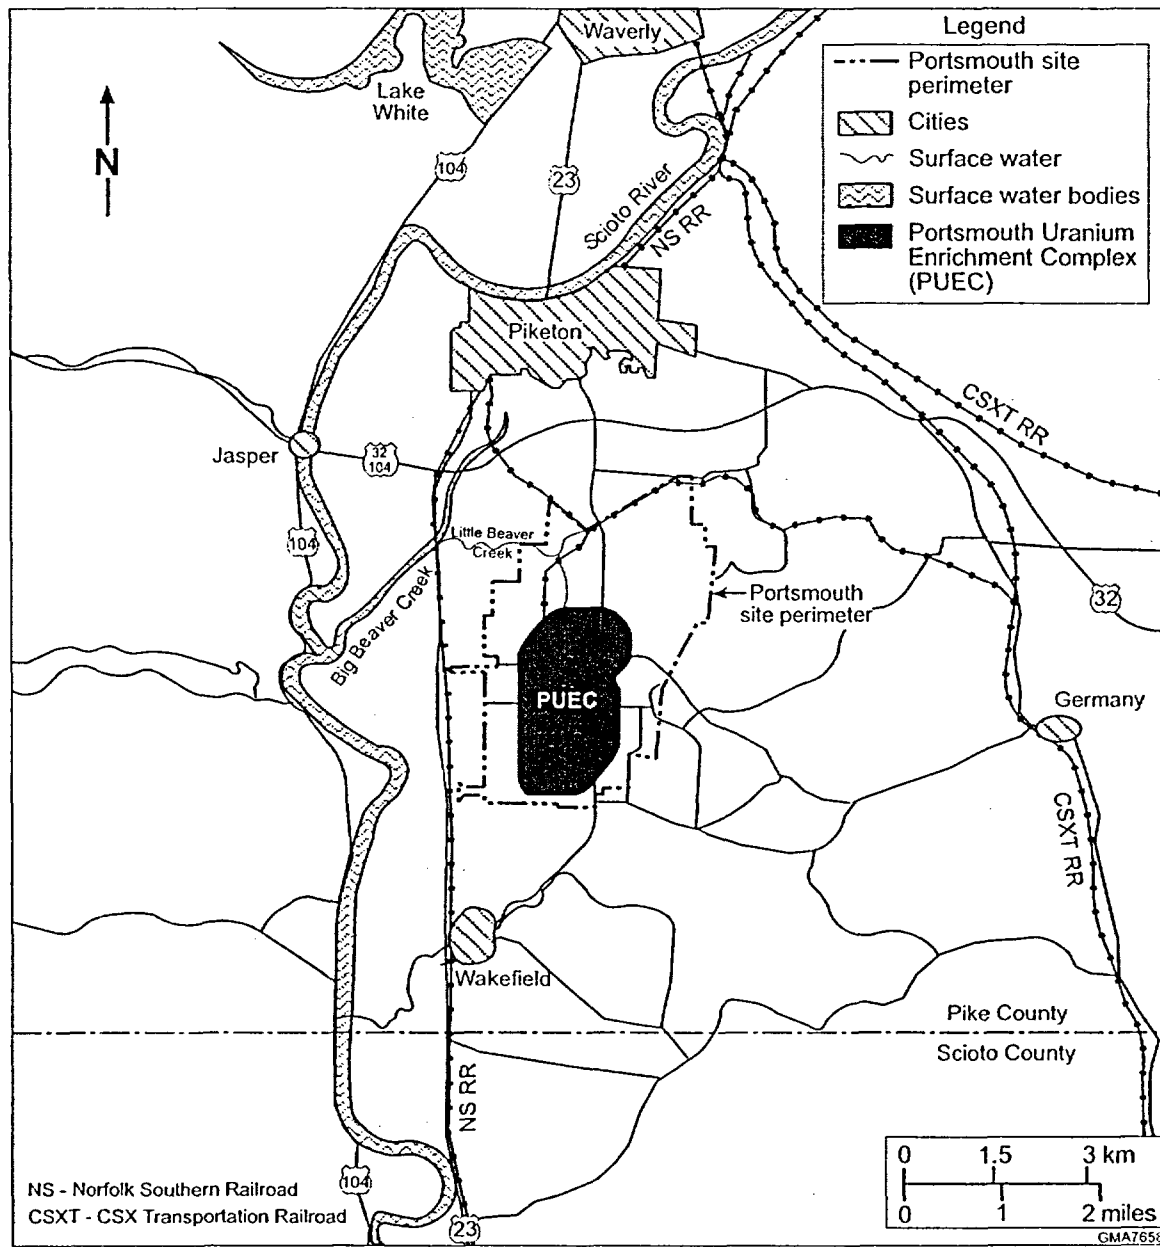 Waverly
Legend
Portsmouth site
perimeter
Cities
Surface water
Surface water bodies
Portsmouth Uranium
Enrichment Complex
(PUEC)
Lake
White
N
104
23
Scioto River
NS RR
Piketon
CSXT RR
Jasper
32
104
104
Little Beaver
Creek
Big Beaver Creek
Portsmouth
site perimeter
32
PUEC
Germany
CSXT RR
Wakefield
Pike County
Scioto County
NS RR
0 1.5 3 km
0 1 2 miles
104
23
NS - Norfolk Southern Railroad
CSXT - CSX Transportation Railroad
GMA7658